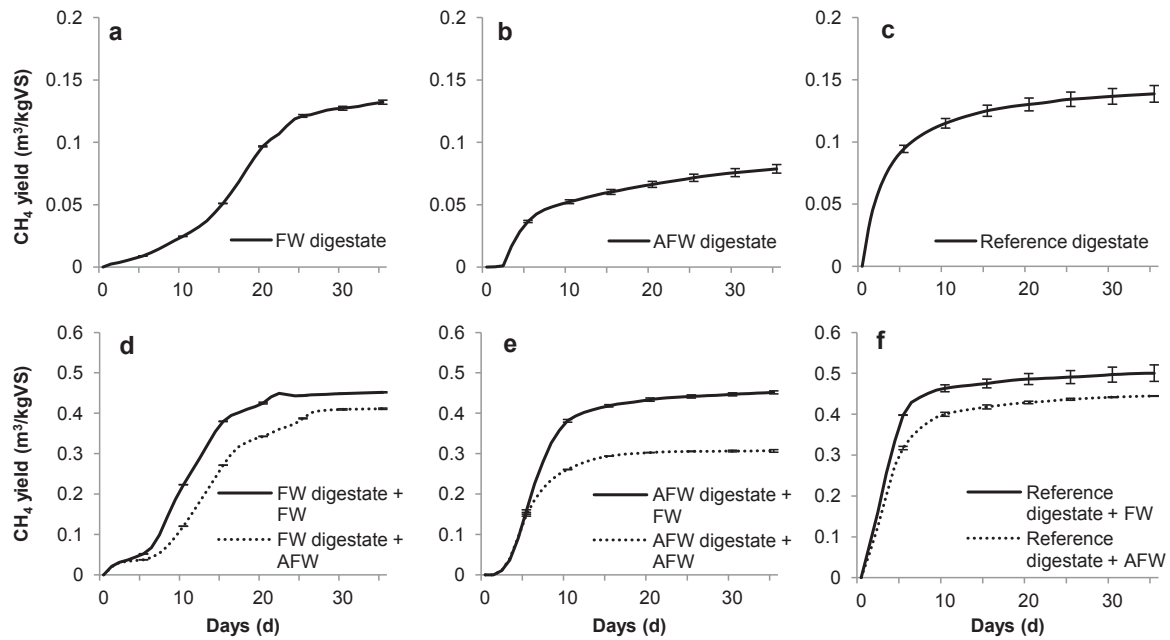 a
b
c
CH₄ yield (m³/kgVS)
0.2
0.15
0.1
0.05
0
FW digestate
0 10 20 30
0.2
0.15
0.1
0.05
0
AFW digestate
0 10 20 30
0.2
0.15
0.1
0.05
0
Reference digestate
0 10 20 30
d
e
f
CH₄ yield (m³/kgVS)
0.6
0.5
0.4
0.3
0.2
0.1
0
FW digestate +
FW
FW digestate +
AFW
0 10 20 30
Days (d)
0.6
0.5
0.4
0.3
0.2
0.1
0
AFW digestate +
FW
AFW digestate +
AFW
0 10 20 30
Days (d)
0.6
0.5
0.4
0.3
0.2
0.1
0
Reference
digestate + FW
Reference
digestate + AFW
0 10 20 30
Days (d)